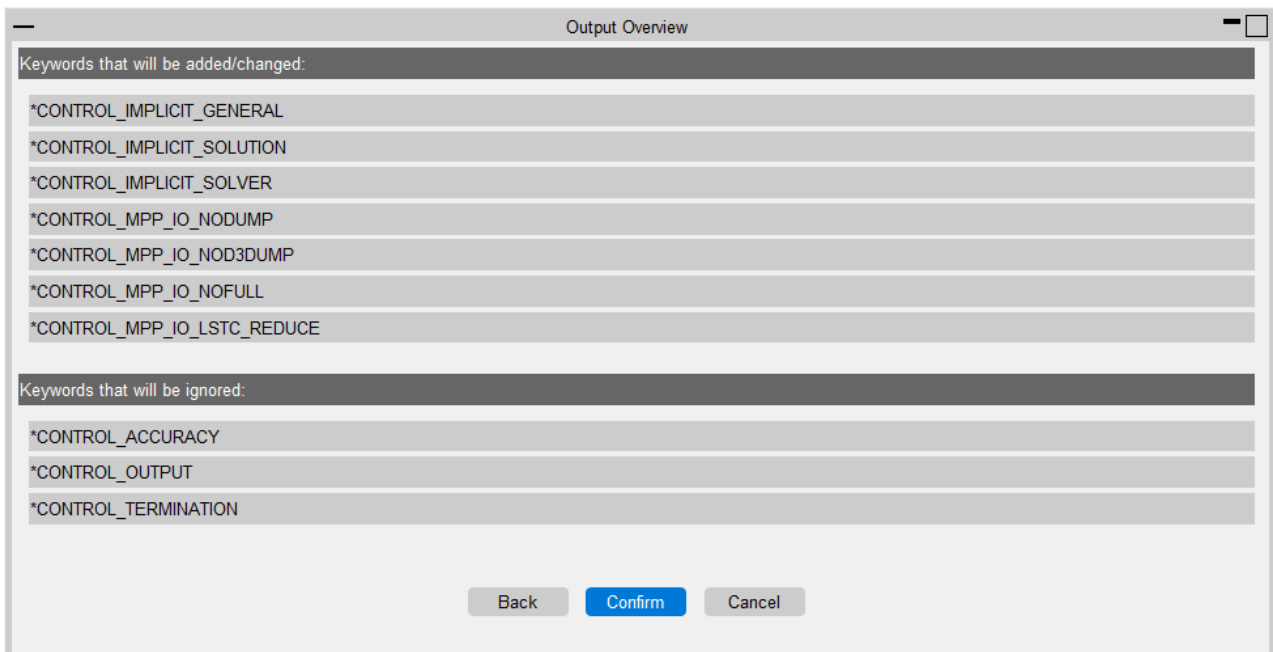 Output Overview
Keywords that will be added/changed:
*CONTROL_IMPLICIT_GENERAL
*CONTROL_IMPLICIT_SOLUTION
*CONTROL_IMPLICIT_SOLVER
*CONTROL_MPP_IO_NODUMP
*CONTROL_MPP_IO_NOD3DUMP
*CONTROL_MPP_IO_NOFULL
*CONTROL_MPP_IO_LSTC_REDUCE
Keywords that will be ignored:
*CONTROL_ACCURACY
*CONTROL_OUTPUT
*CONTROL_TERMINATION
Back Confirm Cancel